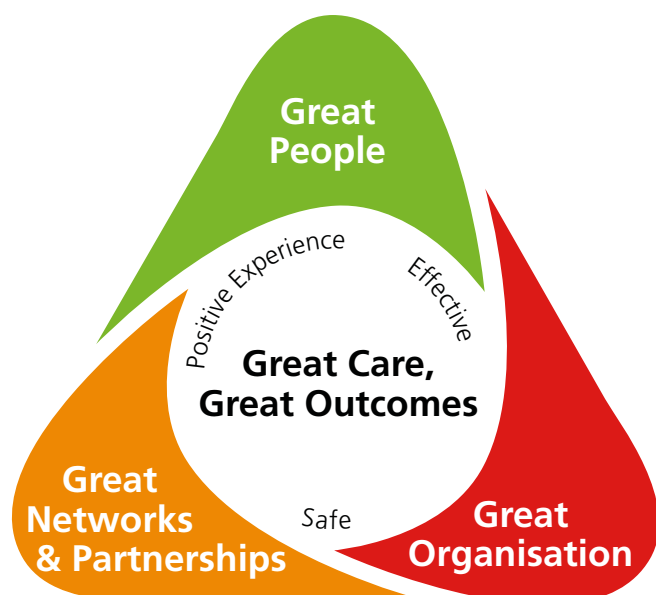 Great
People
Positive Experience
Effective
Great Care,
Great Outcomes
Safe
Great
Networks
& Partnerships
Great
Organisation